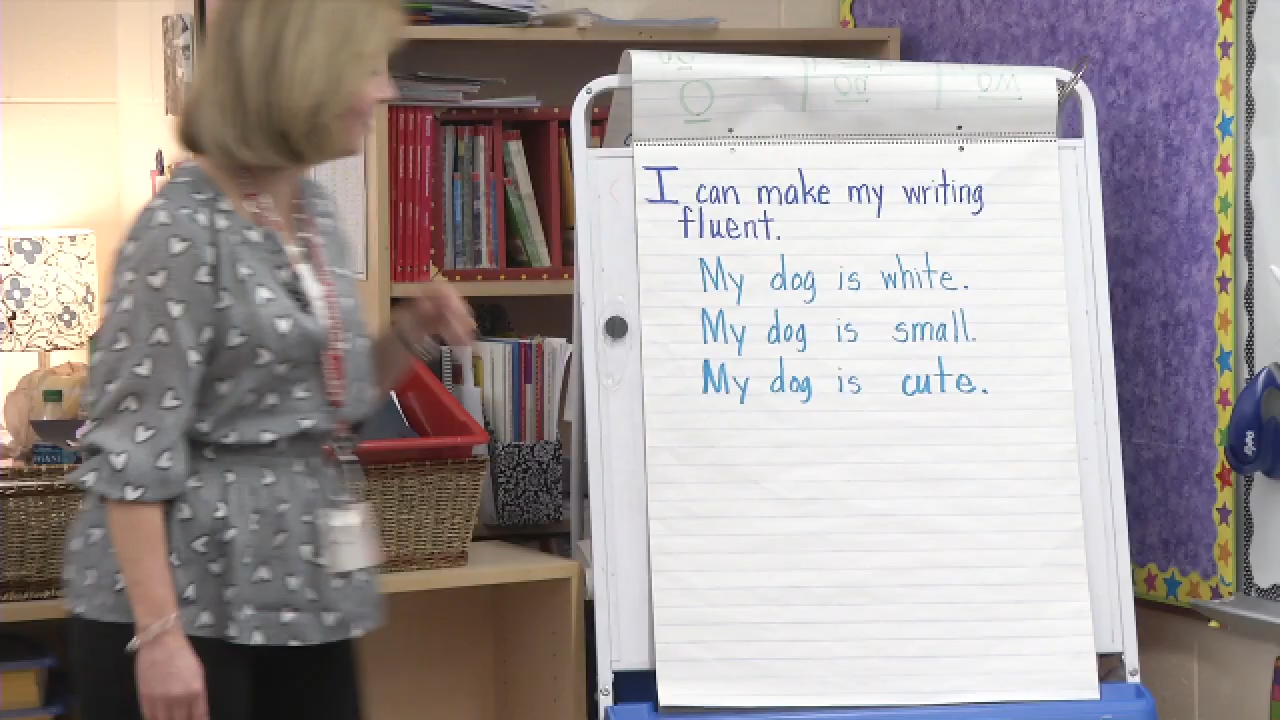 I can make my writing
fluent.
My dog is white.
My dog is small.
My dog is cute.